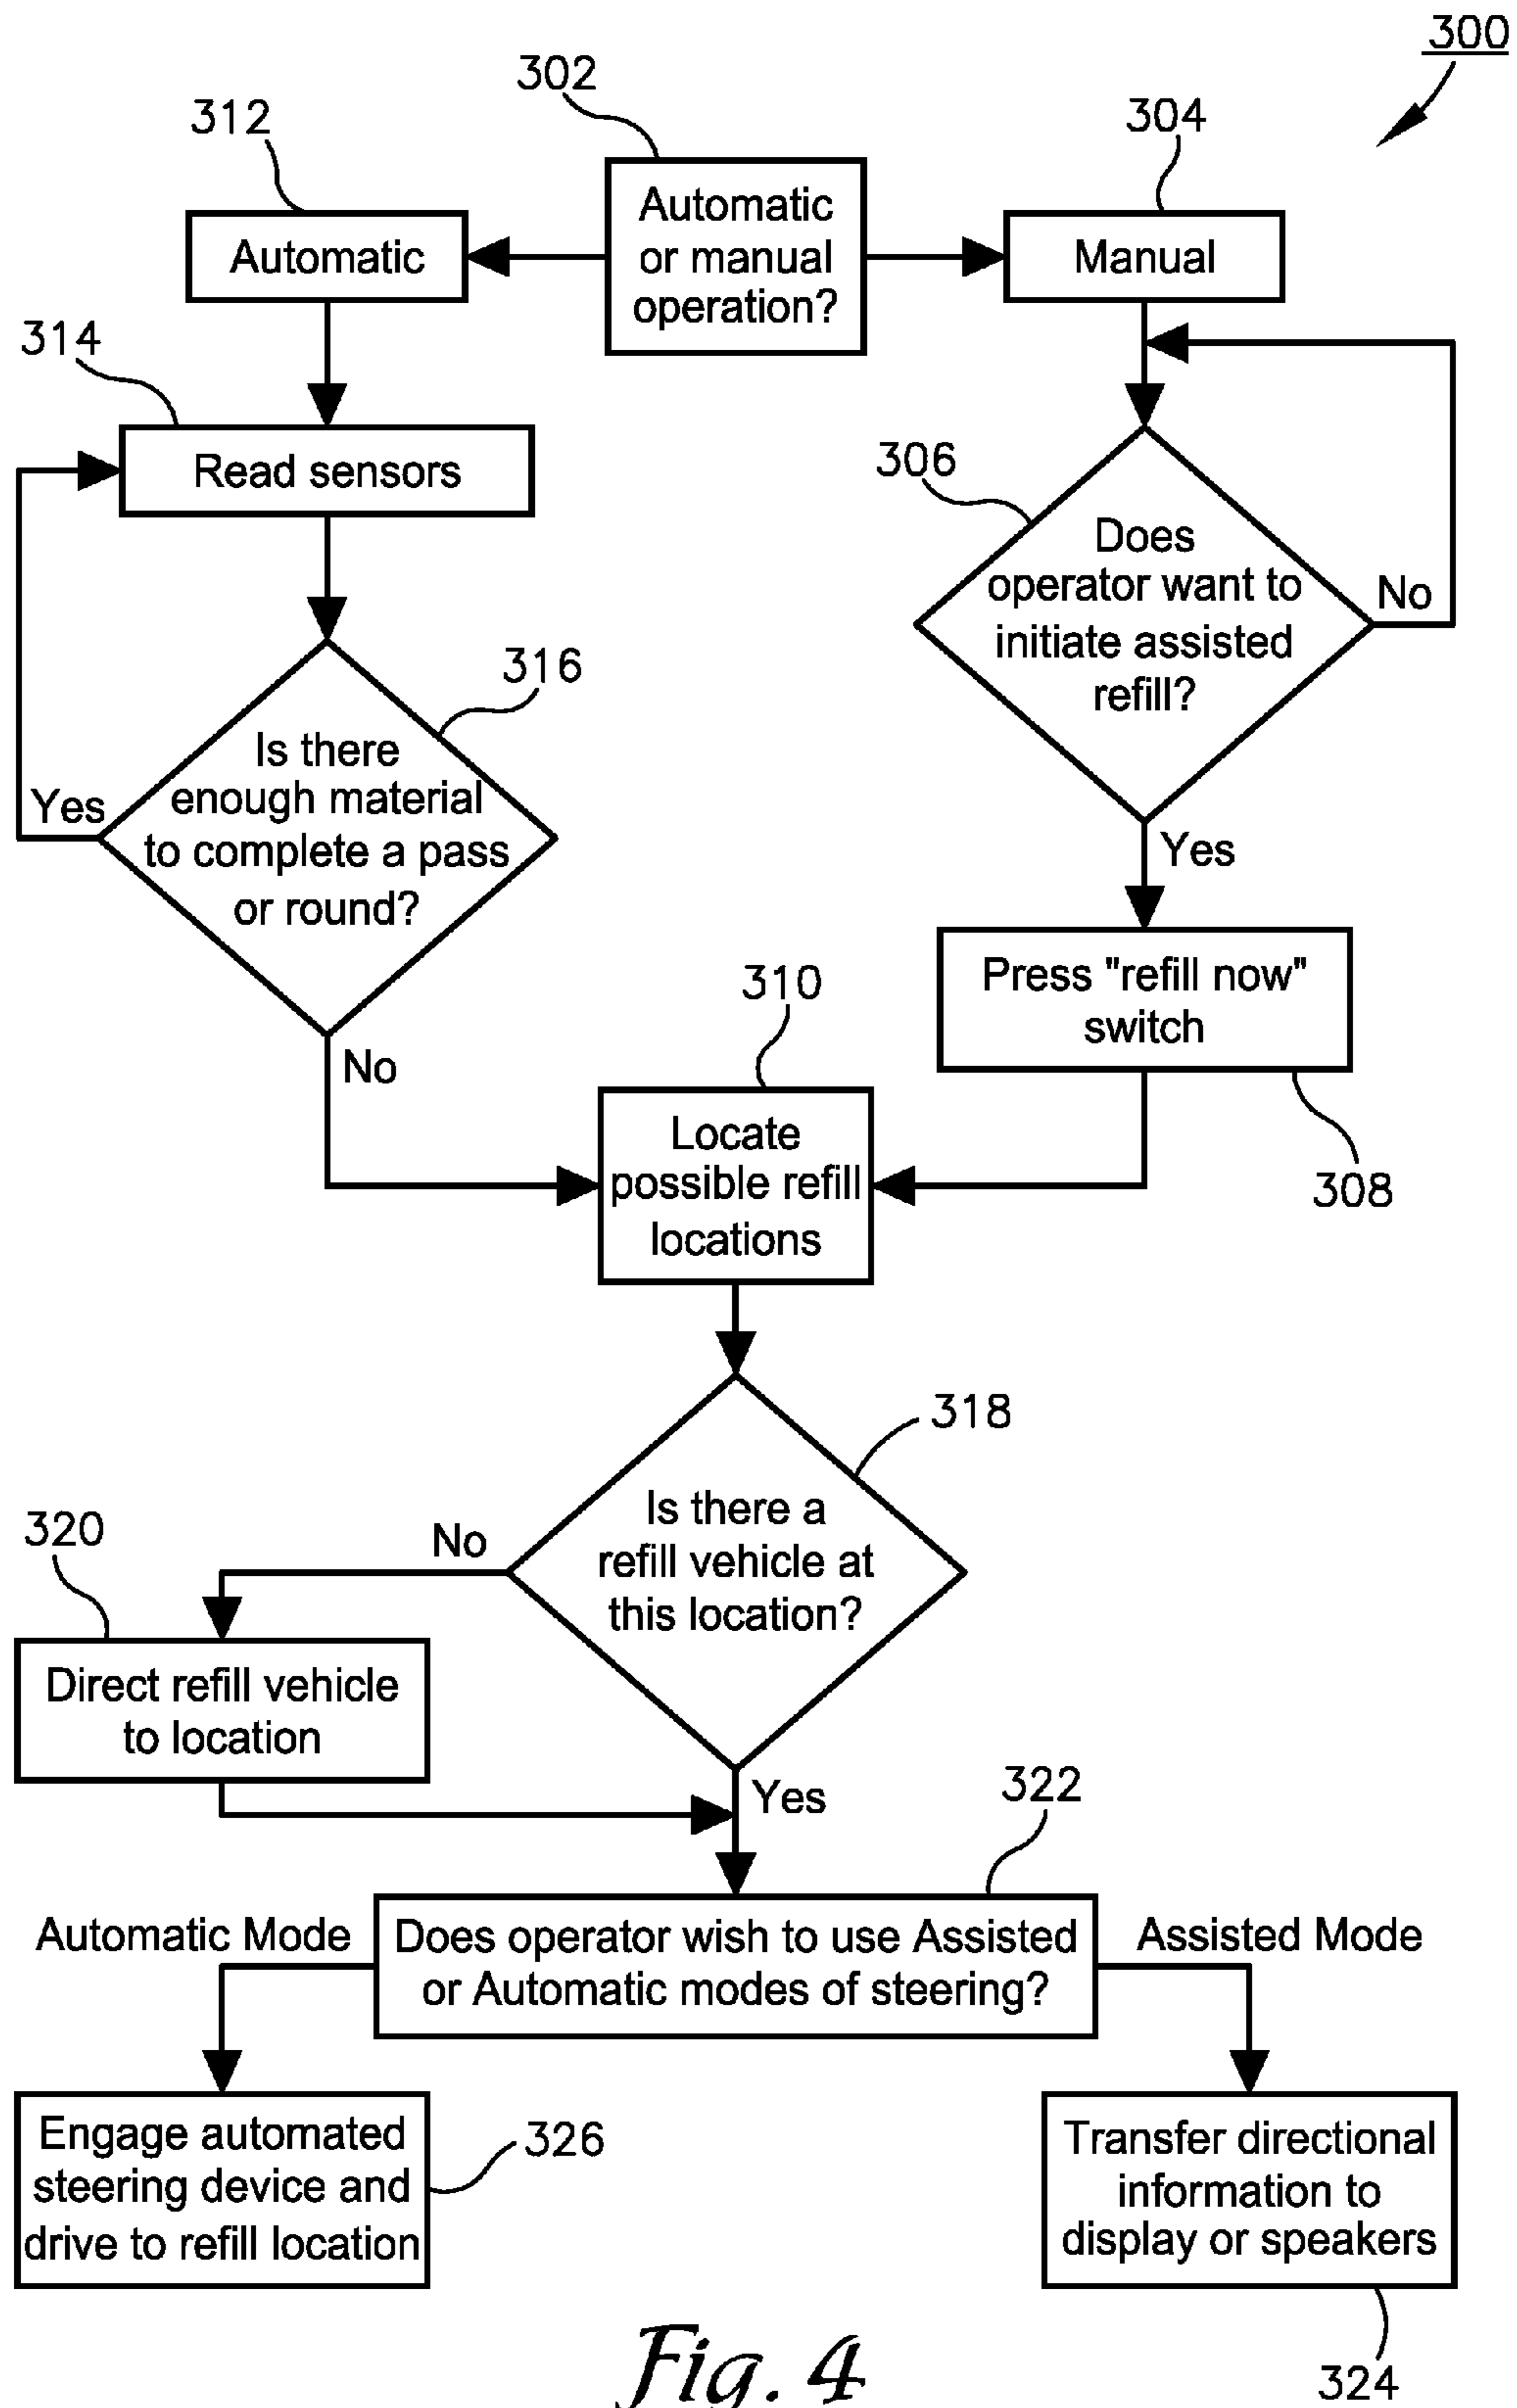 300
302
312
304
Automatic
or manual
operation?
Automatic
Manual
314
Read sensors
306
Does
operator want to
initiate assisted
refill?
No
316
Is there
enough material
to complete a pass
or round?
Yes
No
Yes
Press "refill now"
switch
308
310
Locate
possible refill
locations
318
Is there a
refill vehicle at
this location?
No
320
Direct refill vehicle
to location
Yes
322
Does operator wish to use Assisted
or Automatic modes of steering?
Automatic Mode
Assisted Mode
Engage automated
steering device and
drive to refill location
326
Transfer directional
information to
display or speakers
324
Fig. 4